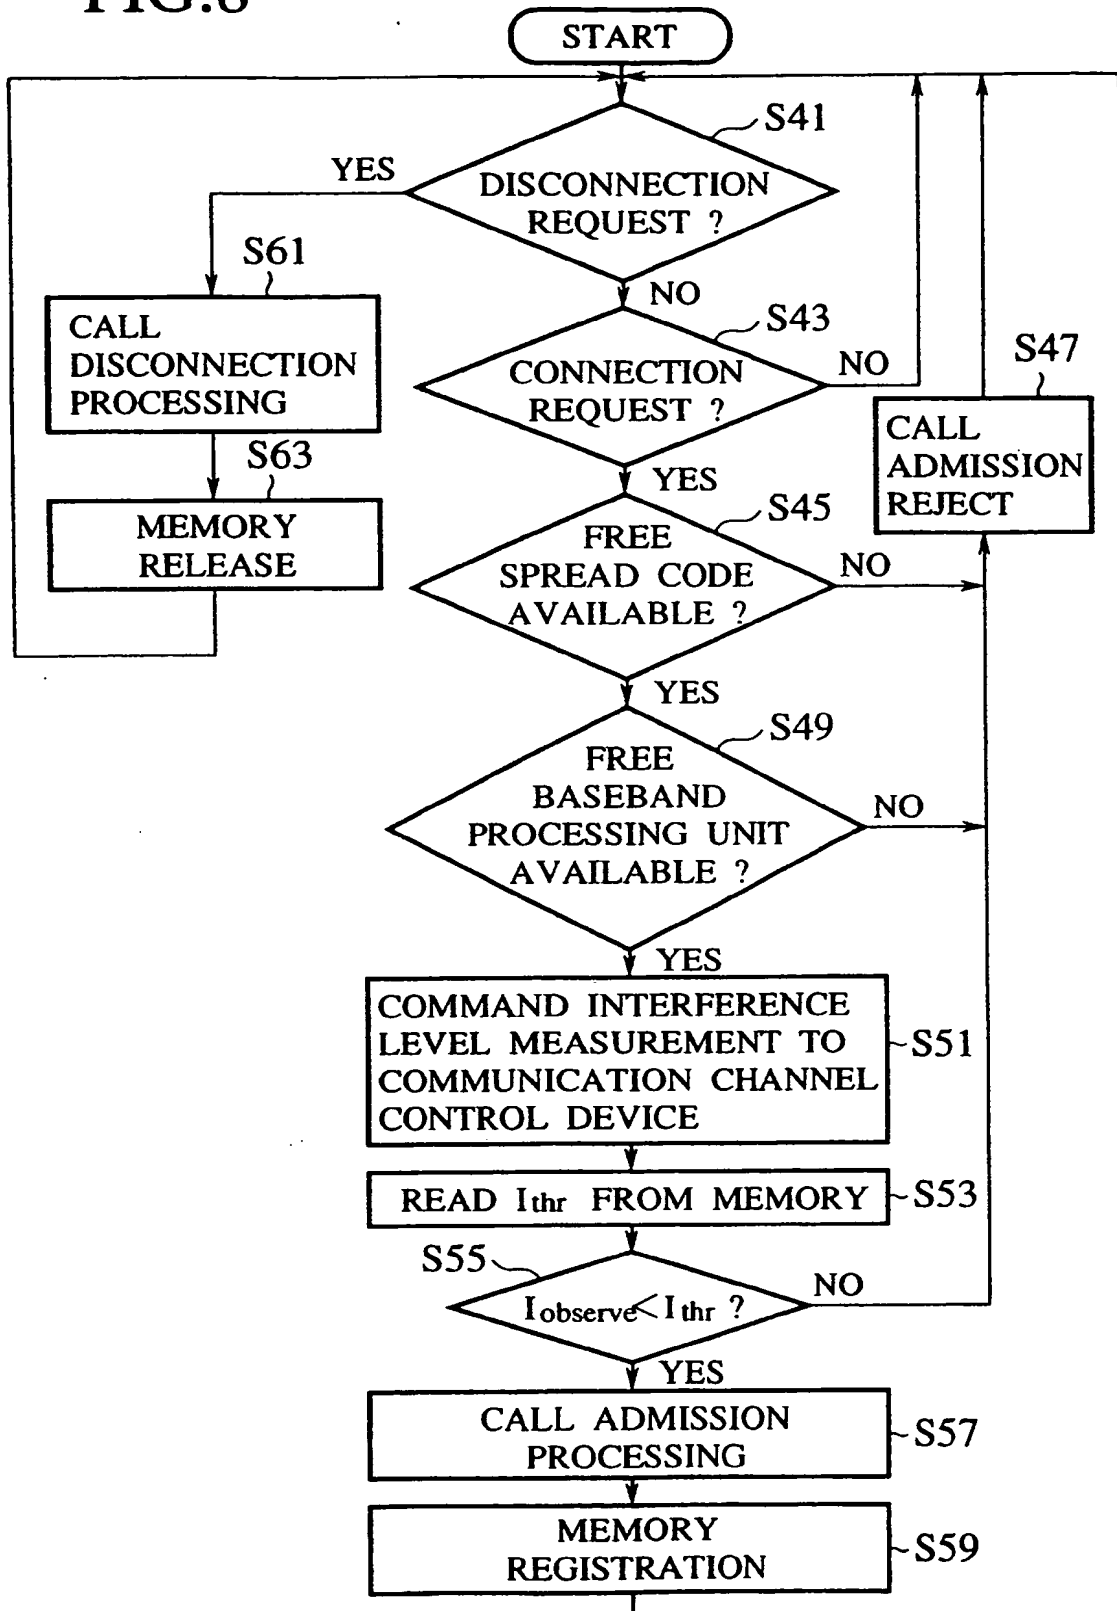 FIG.8
START
S41
YES
DISCONNECTION
REQUEST ?
S61
NO
CALL
DISCONNECTION
PROCESSING
S43
CONNECTION
REQUEST ?
NO
S47
CALL
ADMISSION
REJECT
S63
YES
MEMORY
RELEASE
S45
FREE
SPREAD CODE
AVAILABLE ?
NO
YES
S49
FREE
BASEBAND
PROCESSING UNIT
AVAILABLE ?
NO
YES
COMMAND INTERFERENCE
LEVEL MEASUREMENT TO
COMMUNICATION CHANNEL
CONTROL DEVICE
S51
READ Ithr FROM MEMORY
S53
S55
Iobserve<Ithr ?
NO
YES
CALL ADMISSION
PROCESSING
S57
MEMORY
REGISTRATION
S59